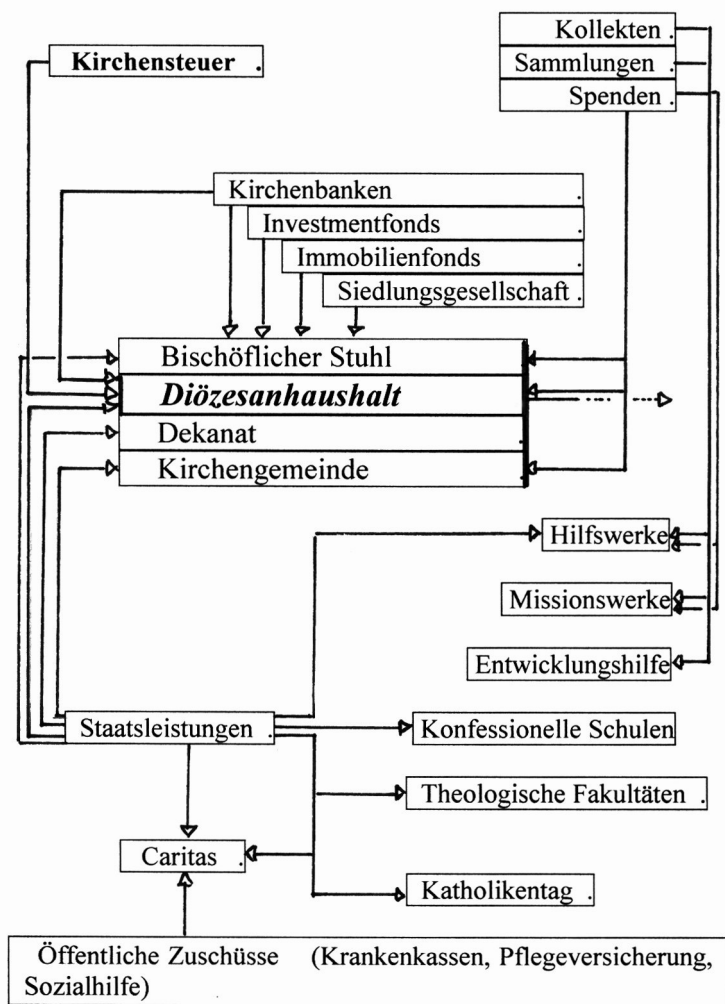 Kollekten .
Kirchensteuer .
Sammlungen .
Spenden .
Kirchenbanken .
Investmentfonds .
Immobilienfonds .
Siedlungsgesellschaft .
Bischöflicher Stuhl
Diözesanhaushalt
Dekanat .
Kirchengemeinde .
Hilfswerke
Missionswerke
Entwicklungshilfe
Staatsleistungen .
Konfessionelle Schulen
Theologische Fakultäten .
Caritas .
Katholikentag .
Öffentliche Zuschüsse (Krankenkassen, Pflegeversicherung,
Sozialhilfe)